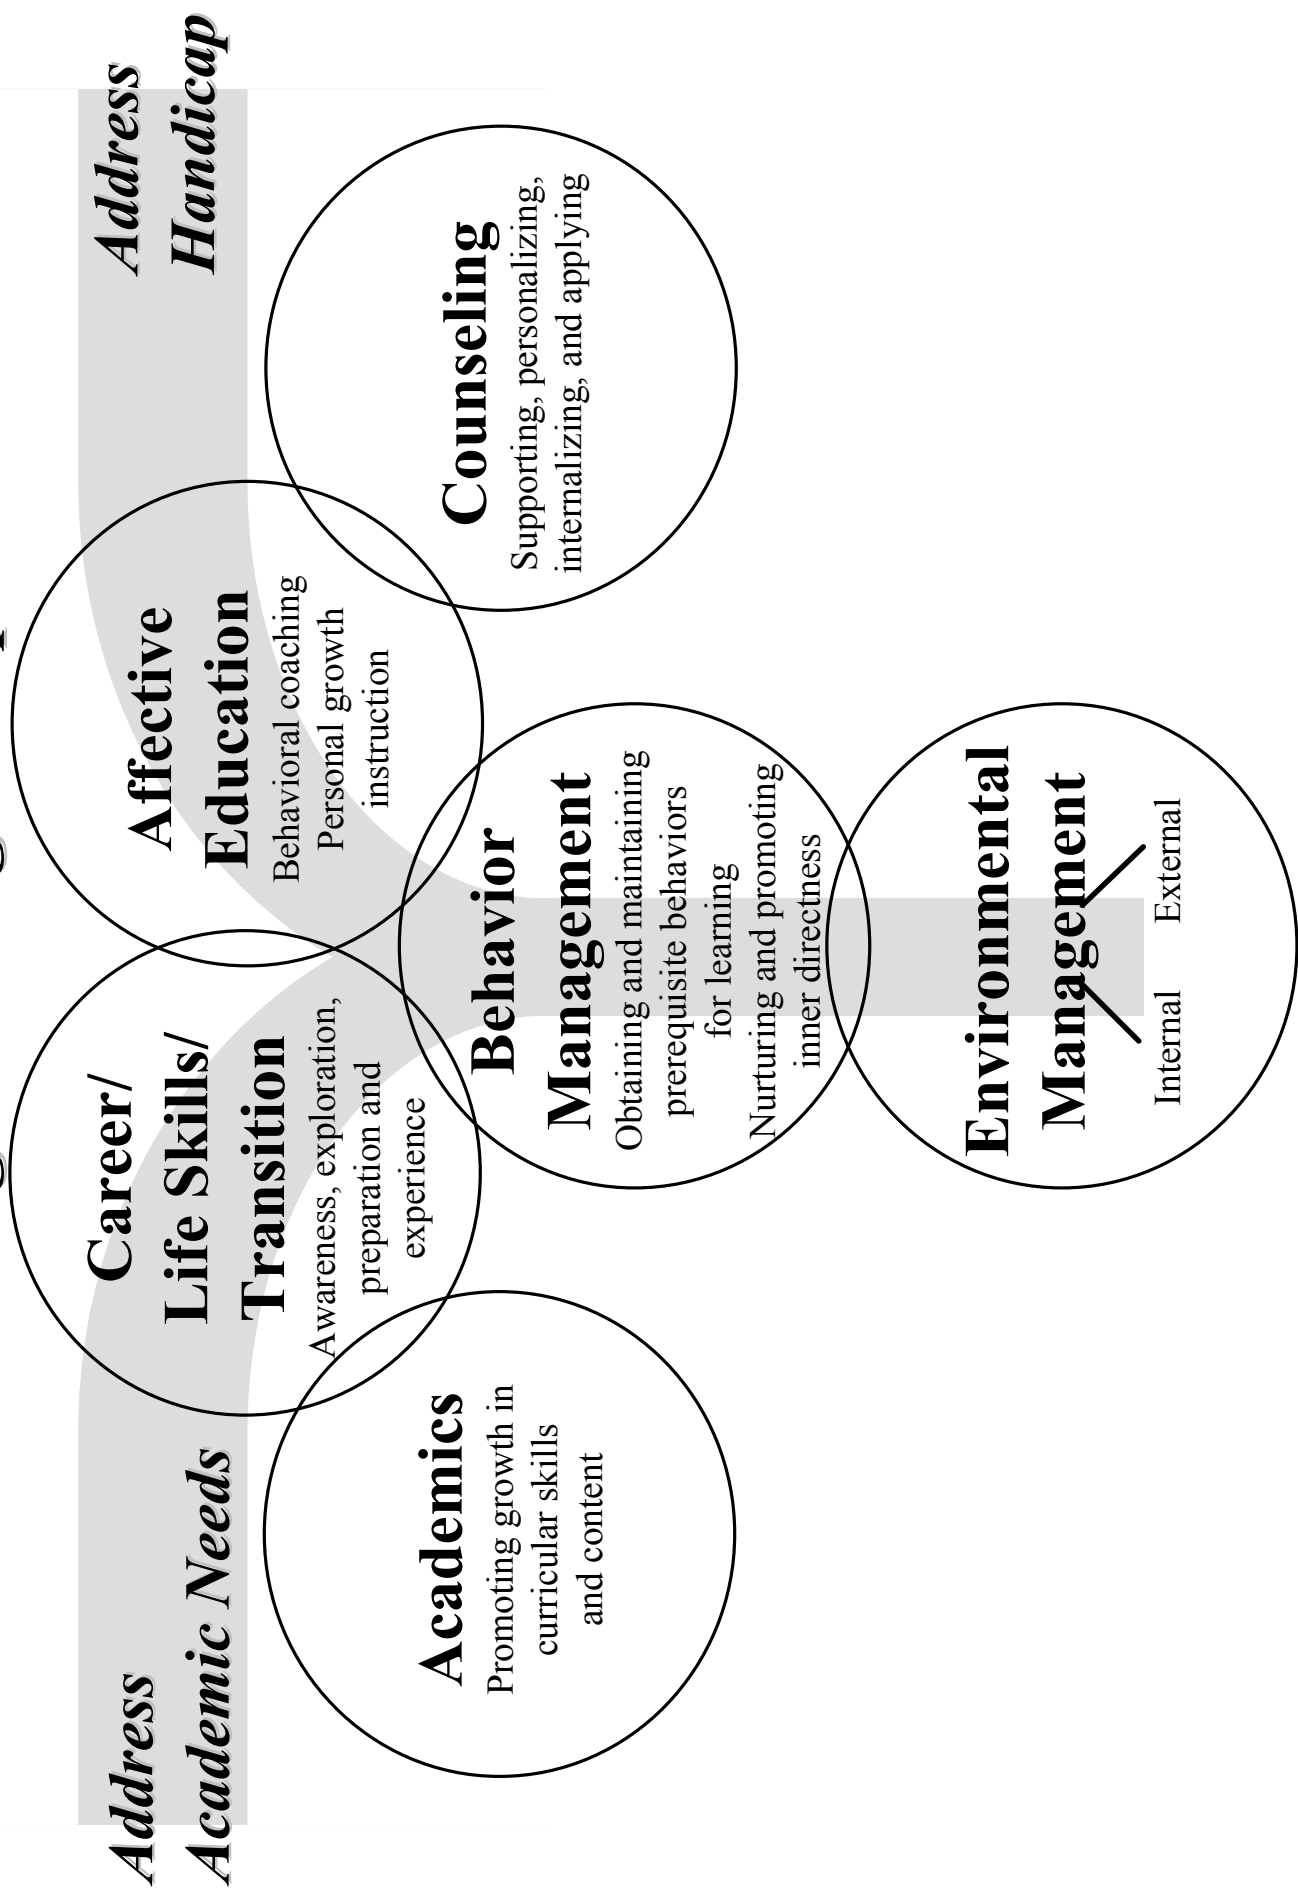 Address
Academic Needs
Address
Handicap
Career/
Life Skills/
Transition
Awareness, exploration,
preparation and
experience
Affective
Education
Behavioral coaching
Personal growth
instruction
Academics
Promoting growth in
curricular skills
and content
Counseling
Supporting, personalizing,
internalizing, and applying
Behavior
Management
Obtaining and maintaining
prerequisite behaviors
for learning
Nurturing and promoting
inner directness
Environmental
Management
Internal
External